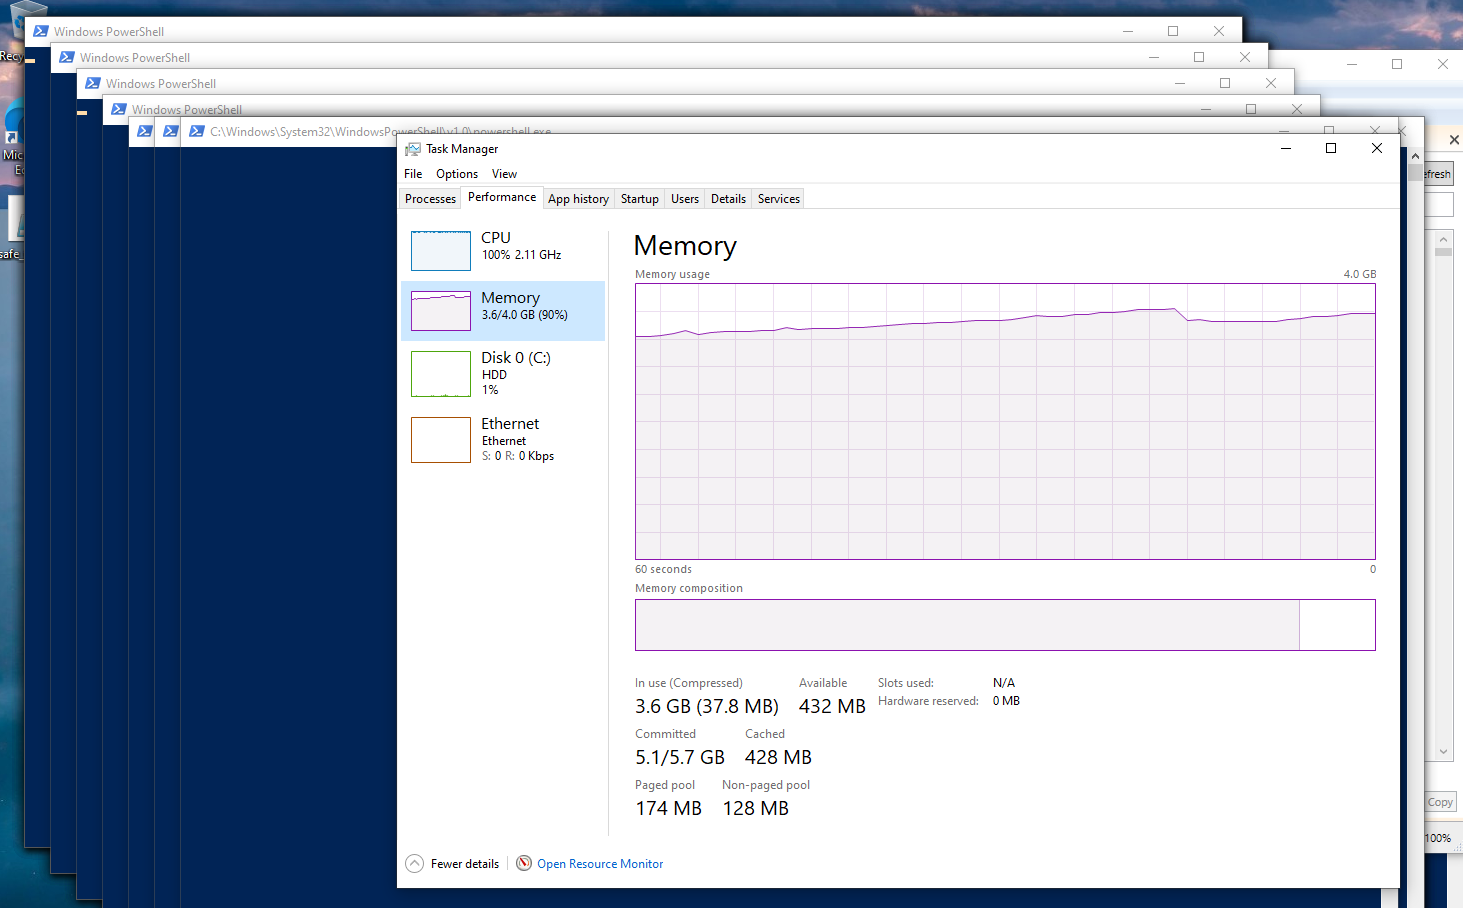 Windows PowerShell
Recy
Windows PowerShell
Windows PowerShell
Windows PowerShell
C:\Windows\System32\WindowsPowerShell\v1.0\powershell.exe
Mic
Ed
safe_
Task Manager
File Options View
Processes Performance App history Startup Users Details Services
CPU
100% 2.11 GHz
Memory
3.6/4.0 GB (90%)
Disk 0 (C:)
HDD
1%
Ethernet
Ethernet
S: 0 R: 0 Kbps
Memory
Memory usage 4.0 GB
60 seconds 0
Memory composition
In use (Compressed) Available Slots used: N/A
3.6 GB (37.8 MB) 432 MB Hardware reserved: 0 MB
Committed Cached
5.1/5.7 GB 428 MB
Paged pool Non-paged pool
174 MB 128 MB
Fewer details Open Resource Monitor
efresh
Copy
100%